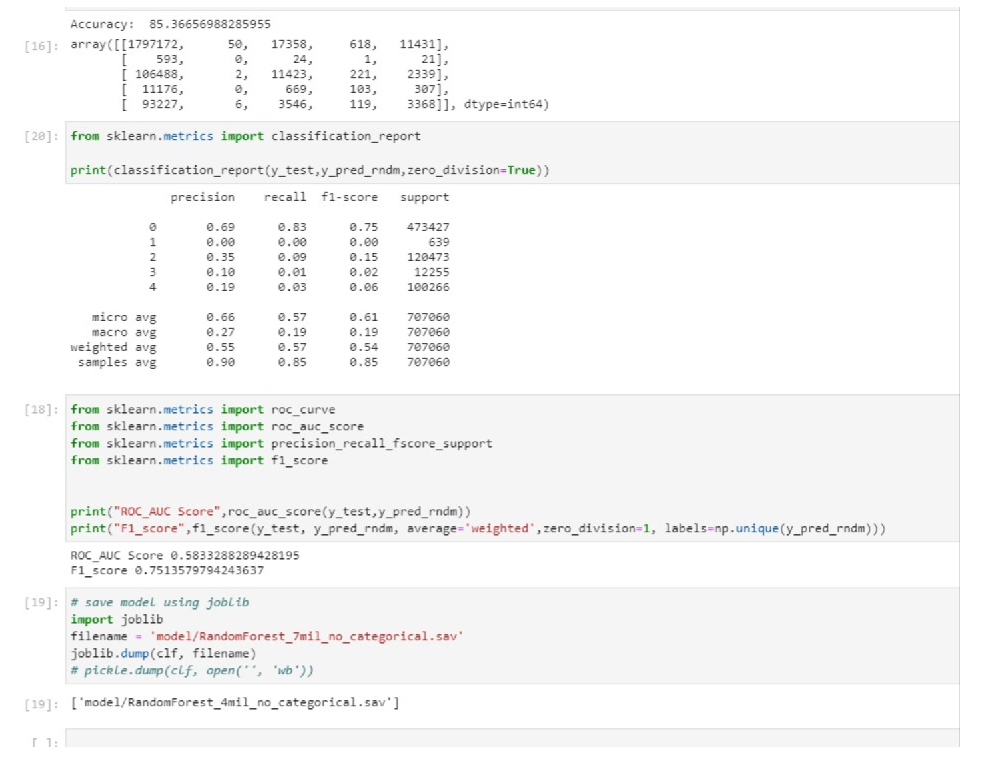 Accuracy:  85.36656988285955
[16]: array([[1797172,      50,   17358,     618,   11431],
[    593,       0,      24,       1,      21],
[ 106488,       2,   11423,     221,    2339],
[  11176,       0,     669,     103,     307],
[  93227,       6,    3546,     119,    3368]], dtype=int64)
[20]: from sklearn.metrics import classification_report
print(classification_report(y_test,y_pred_rndm,zero_division=True))
precision    recall  f1-score   support
0       0.69      0.83      0.75    473427
1       0.00      0.00      0.00       639
2       0.35      0.09      0.15    120473
3       0.10      0.01      0.02     12255
4       0.19      0.03      0.06    100266
micro avg       0.66      0.57      0.61    707060
macro avg       0.27      0.19      0.19    707060
weighted avg       0.55      0.57      0.54    707060
samples avg       0.90      0.85      0.85    707060
[18]: from sklearn.metrics import roc_curve
from sklearn.metrics import roc_auc_score
from sklearn.metrics import precision_recall_fscore_support
from sklearn.metrics import f1_score
print("ROC_AUC Score",roc_auc_score(y_test,y_pred_rndm))
print("F1_score",f1_score(y_test, y_pred_rndm, average='weighted',zero_division=1, labels=np.unique(y_pred_rndm)))
ROC_AUC Score 0.5833288289428195
F1_score 0.7513579794243637
[19]: # save model using joblib
import joblib
filename = 'model/RandomForest_7mil_no_categorical.sav'
joblib.dump(clf, filename)
# pickle.dump(clf, open('', 'wb'))
[19]: ['model/RandomForest_4mil_no_categorical.sav']
[ ]: